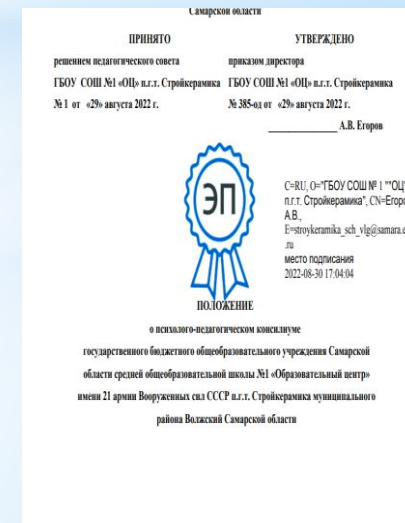 Самарской области
ПРИНЯТО УТВЕРЖДЕНО
решением педагогического совета приказом директора
ГБОУ СОШ №1 «ОЦ» п.г.т. Стройкерамика ГБОУ СОШ №1 «ОЦ» п.г.т. Стройкерамика
№ 1 от «29» августа 2022 г. № 385-од от «29» августа 2022 г.
А.В. Егоров
ЭП
C=RU, O="ГБОУ СОШ № 1 ""ОЦ"
п.г.т. Стройкерамика", CN=Егоро
А.В.,
E=stroykeramika_sch_vlg@samara.e
.ru
место подписания
2022-08-30 17:04:04
ПОЛОЖЕНИЕ
о психолого-педагогическом консилиуме
государственного бюджетного общеобразовательного учреждения Самарской
области средней общеобразовательной школы №1 «Образовательный центр»
имени 21 армии Вооруженных сил СССР п.г.т. Стройкерамика муниципального
района Волжский Самарской области